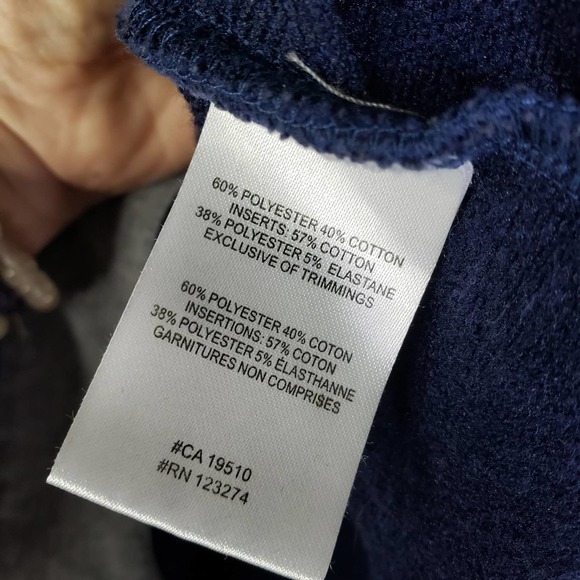 60% POLYESTER 40% COTTON
INSERTS: 57% COTTON
38% POLYESTER 5% ELASTANE
EXCLUSIVE OF TRIMMINGS
60% POLYESTER 40% COTON
INSERTIONS: 57% COTON
38% POLYESTER 5% ÉLASTHANNE
GARNITURES NON COMPRISES
#CA 19510
#RN 123274